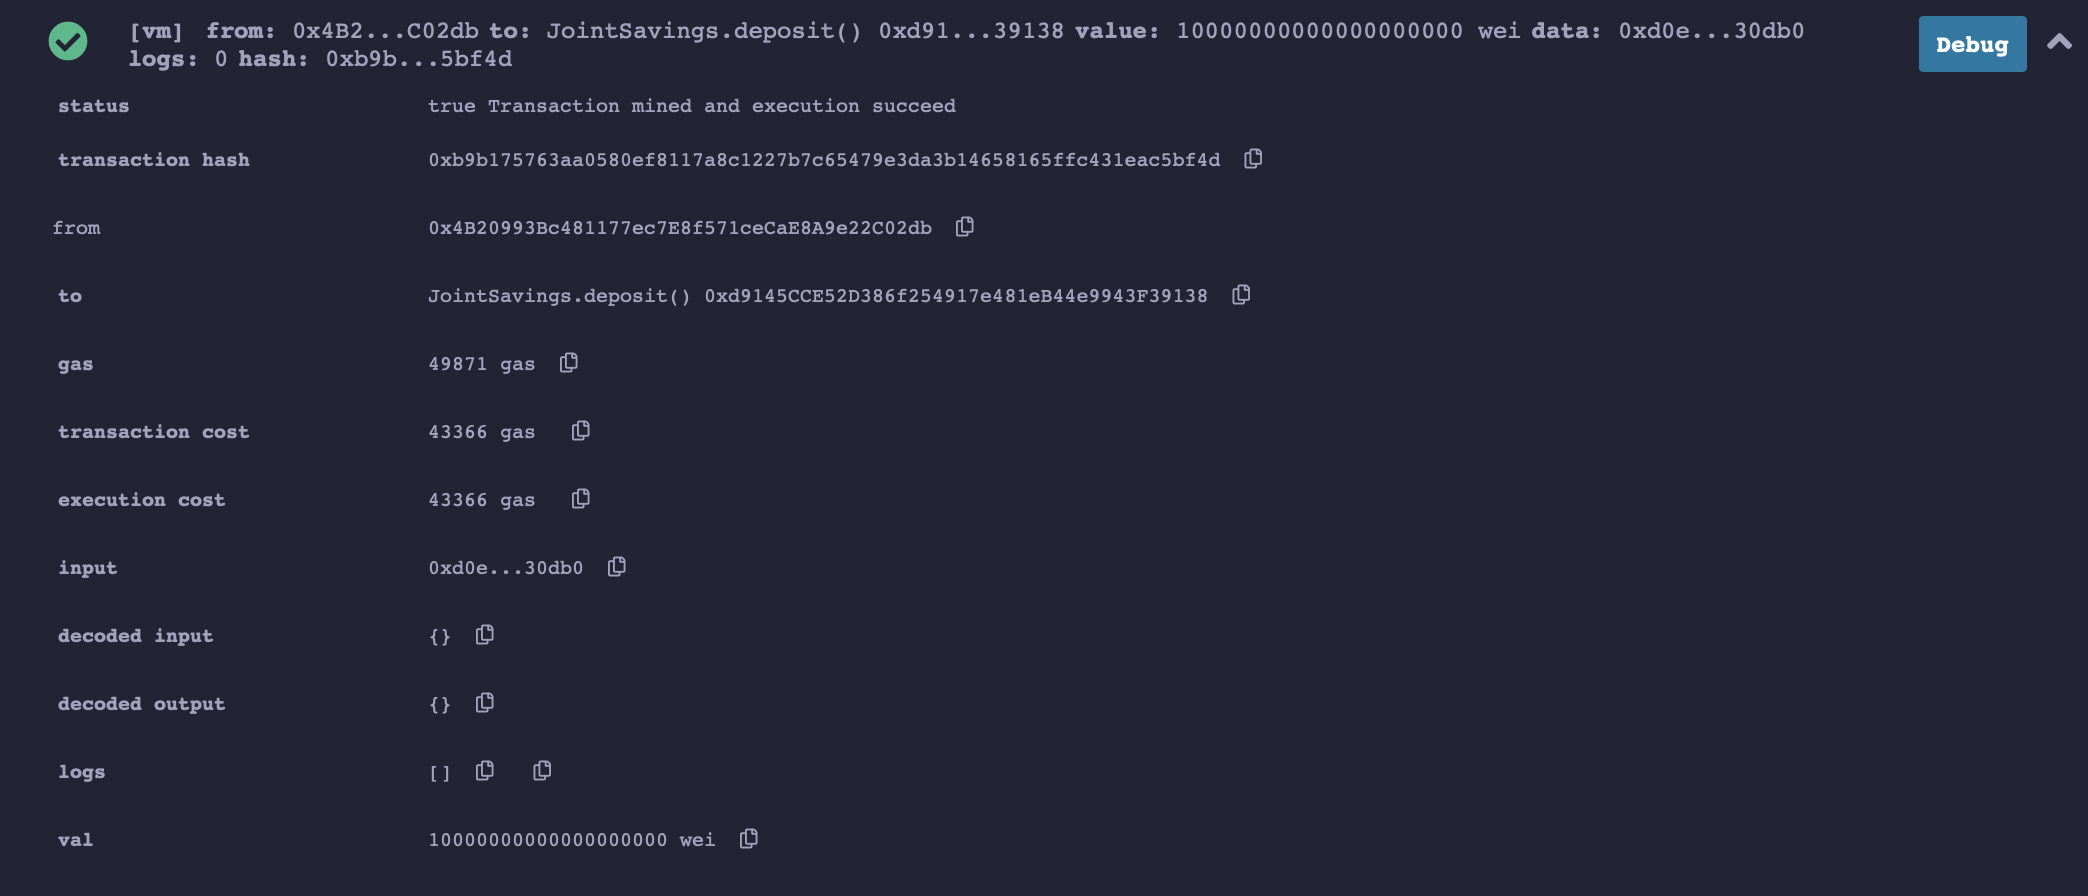 [vm] from: 0x4B2...C02db to: JointSavings.deposit() 0xd91...39138 value: 10000000000000000000 wei data: 0xd0e...30db0
logs: 0 hash: 0xb9b...5bf4d
Debug
status true Transaction mined and execution succeed
transaction hash 0xb9b175763aa0580ef8117a8c1227b7c65479e3da3b14658165ffc431eac5bf4d
from 0x4B20993Bc481177ec7E8f571ceCaE8A9e22C02db
to JointSavings.deposit() 0xd9145CCE52D386f254917e481eB44e9943F39138
gas 49871 gas
transaction cost 43366 gas
execution cost 43366 gas
input 0xd0e...30db0
decoded input {}
decoded output {}
logs []
val 10000000000000000000 wei